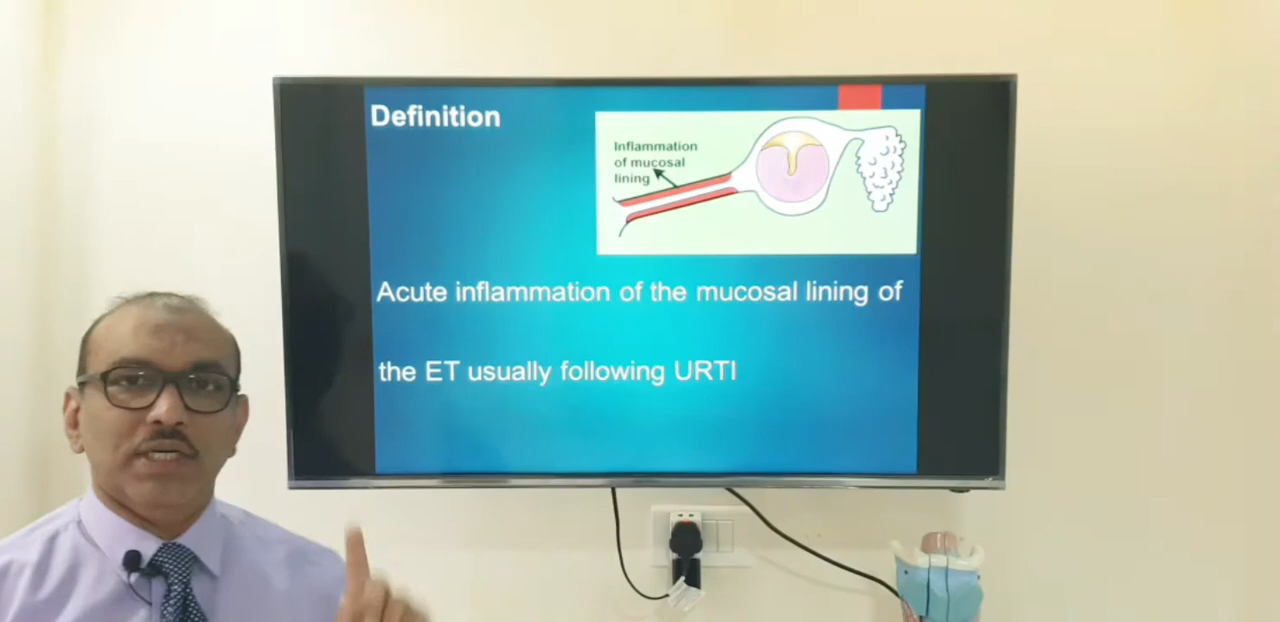 Definition
Inflammation
of mucosal
lining
Acute inflammation of the mucosal lining of
the ET usually following URTI